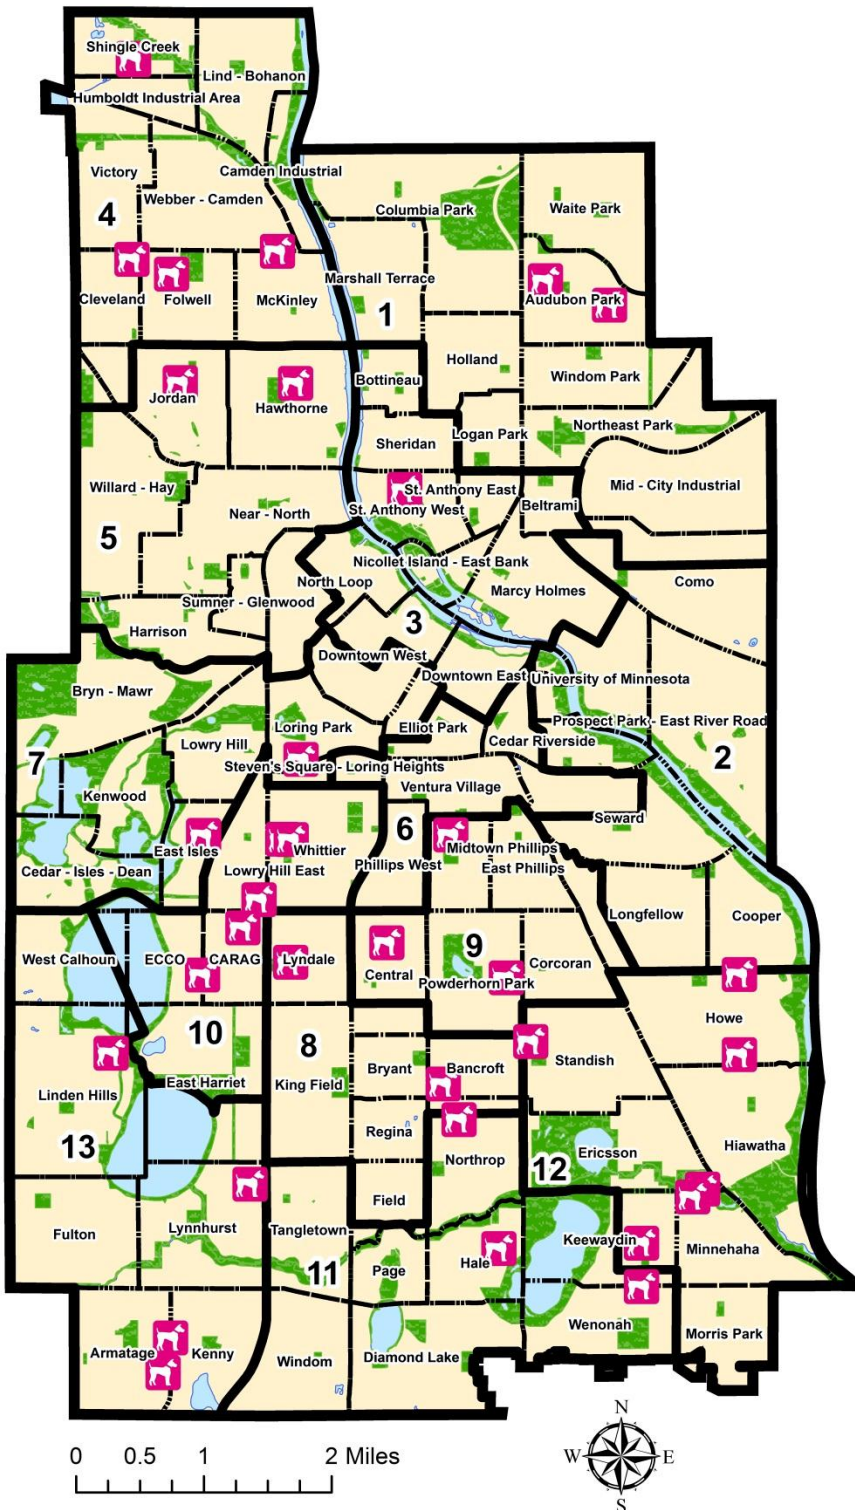 Shingle Creek
Lind - Bohanon
Humboldt Industrial Area
Victory
Camden Industrial
Webber - Camden
4
Columbia Park
Waite Park
Marshall Terrace
Cleveland
Folwell
McKinley
Audubon Park
1
Holland
Bottineau
Windom Park
Jordan
Hawthorne
Northeast Park
Logan Park
Sheridan
Willard - Hay
Mid - City Industrial
St. Anthony East
Beltrami
Near - North
St. Anthony West
5
Nicollet Island - East Bank
North Loop
Como
Marcy Holmes
Sumner - Glenwood
3
Harrison
Downtown West
Downtown East
University of Minnesota
Bryn - Mawr
Loring Park
Elliot Park
Prospect Park - East River Road
Lowry Hill
Cedar Riverside
2
7
Steven's Square - Loring Heights
Ventura Village
Kenwood
Seward
6
East Isles
Whittier
Midtown Phillips
Phillips West
East Phillips
Cedar - Isles - Dean
Lowry Hill East
Longfellow
Cooper
9
West Calhoun
ECCO
CARAG
Lyndale
Central
Corcoran
Powderhorn Park
Howe
10
8
Standish
Bryant
Bancroft
East Harriet
King Field
Linden Hills
Regina
13
Hiawatha
Ericsson
Northrop
12
Field
Fulton
Lynnhurst
Tangletown
Keewaydin
Minnehaha
Hale
Page
11
Wenonah
Morris Park
Armatage
Kenny
Windom
Diamond Lake
N
W
E
S
0 0.5 1 2 Miles